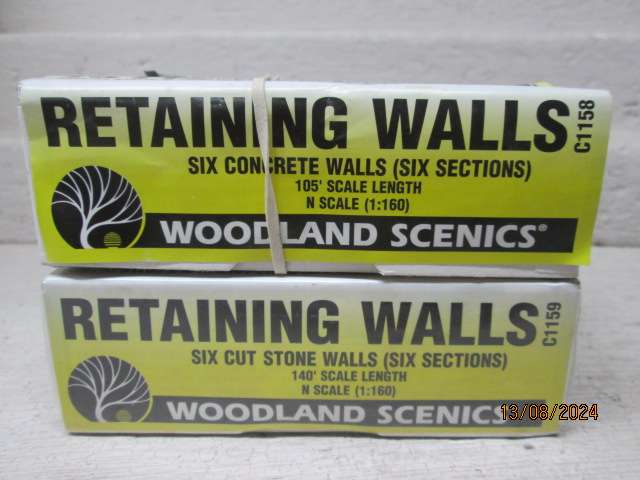 RETAINING WALLS
C1158
SIX CONCRETE WALLS (SIX SECTIONS)
105' SCALE LENGTH
N SCALE (1:160)
WOODLAND SCENICS®
RETAINING WALLS
C1159
SIX CUT STONE WALLS (SIX SECTIONS)
140' SCALE LENGTH
N SCALE (1:160)
WOODLAND SCENICS
13/08/2024